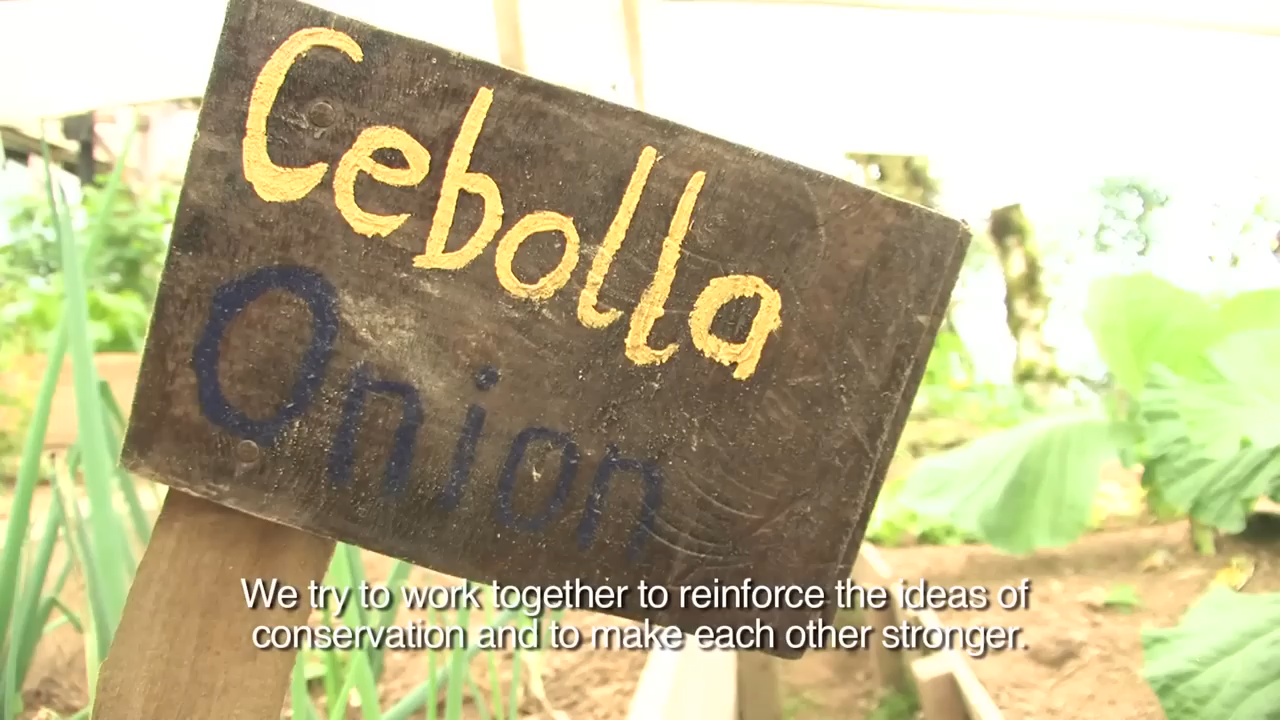 Cebolla
Onion
We try to work together to reinforce the ideas of
conservation and to make each other stronger.